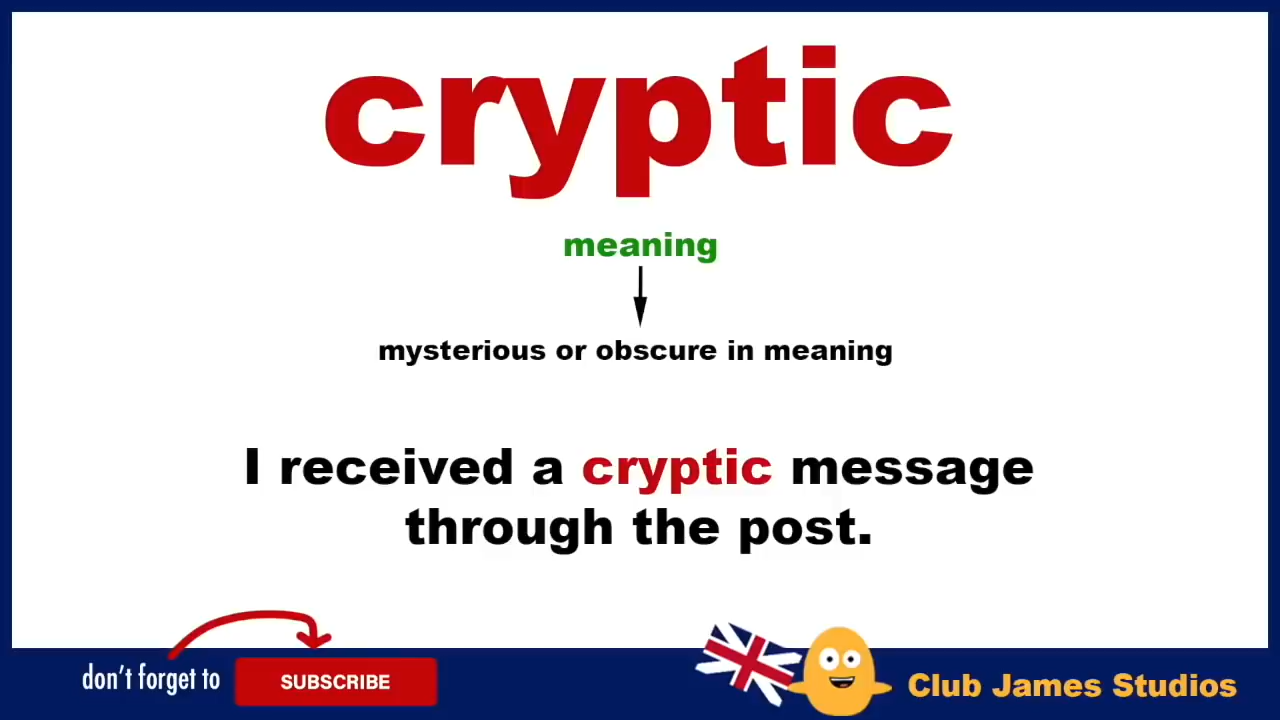 cryptic
meaning
mysterious or obscure in meaning
I received a cryptic message
through the post.
don't forget to
SUBSCRIBE
Club James Studios